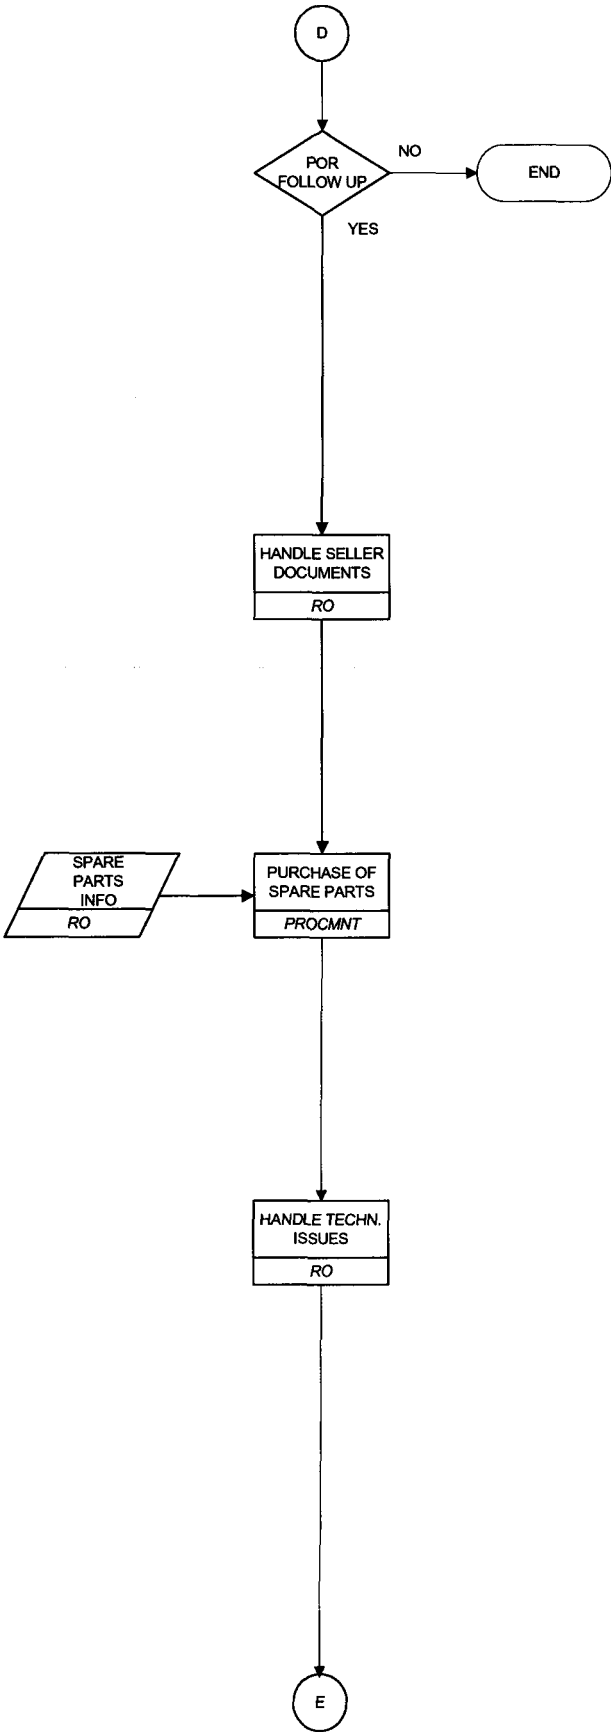 D
POR
FOLLOW UP
NO
END
YES
HANDLE SELLER
DOCUMENTS
RO
SPARE
PARTS
INFO
RO
PURCHASE OF
SPARE PARTS
PROCMNT
HANDLE TECHN.
ISSUES
RO
E